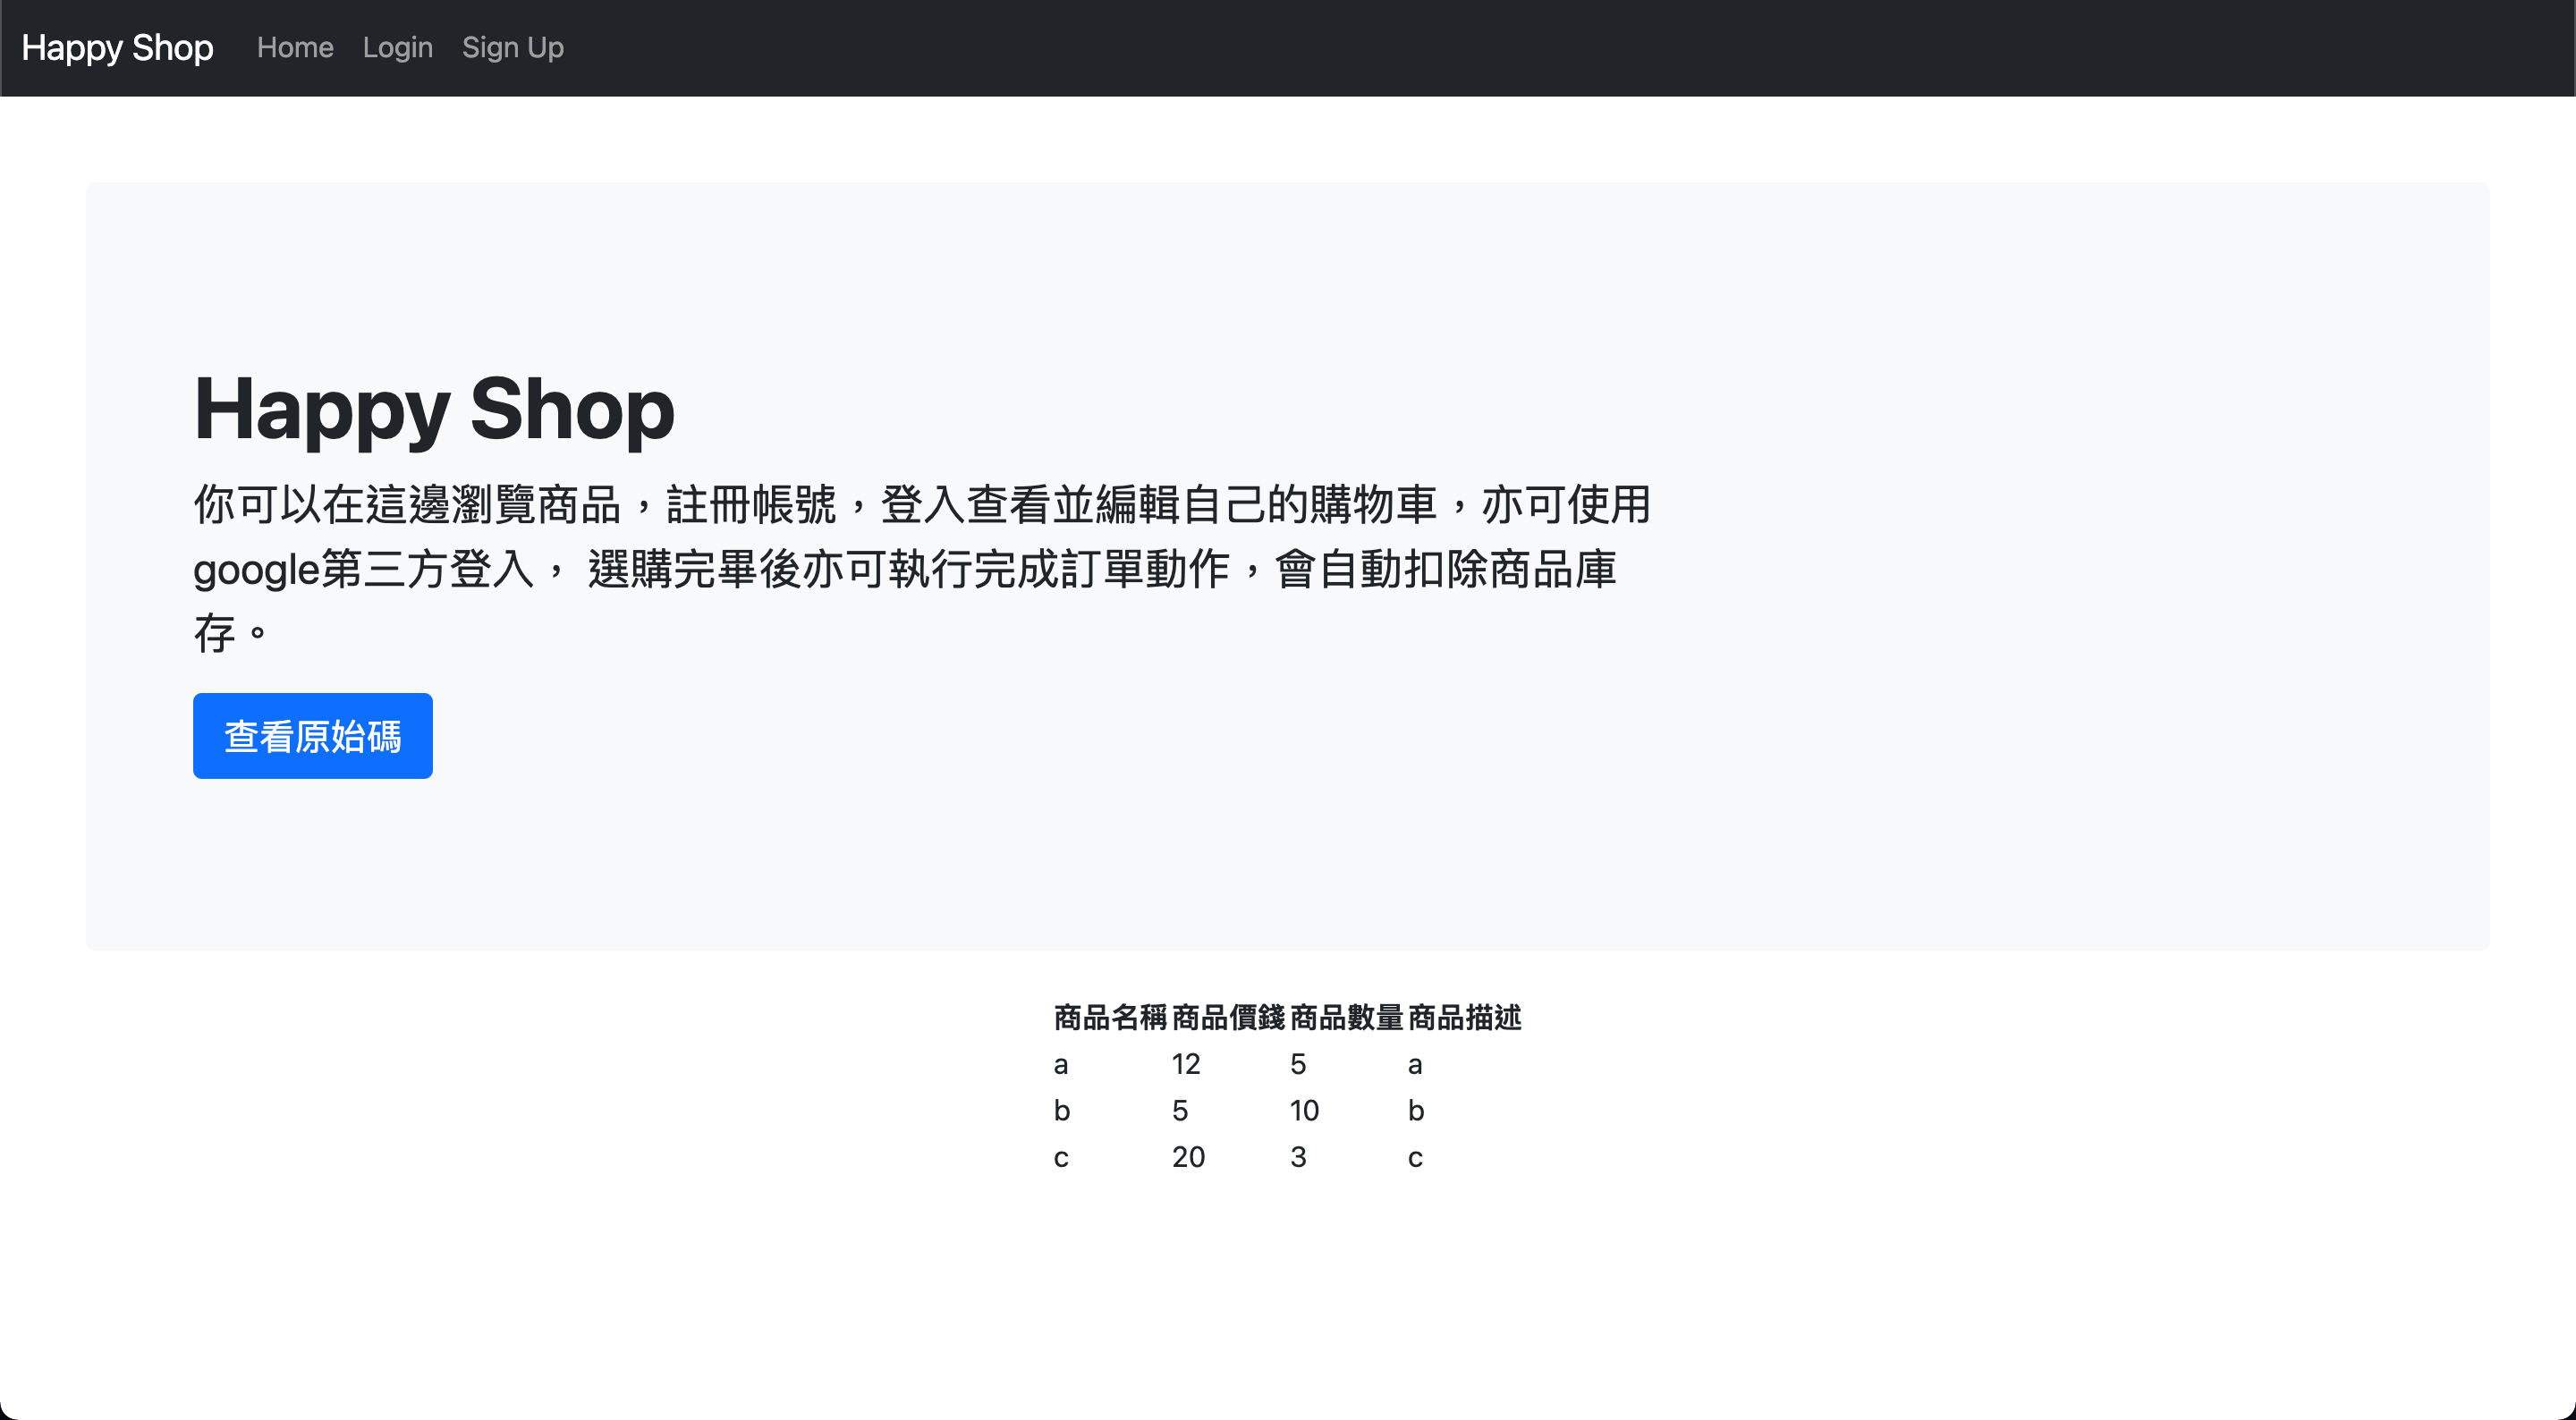 Happy Shop Home Login Sign Up
Happy Shop
你可以在這邊瀏覽商品，註冊帳號，登入查看並編輯自己的購物車，亦可使用
google第三方登入， 選購完畢後亦可執行完成訂單動作，會自動扣除商品庫
存。
查看原始碼
商品名稱 商品價錢 商品數量 商品描述
a 12 5 a
b 5 10 b
c 20 3 c